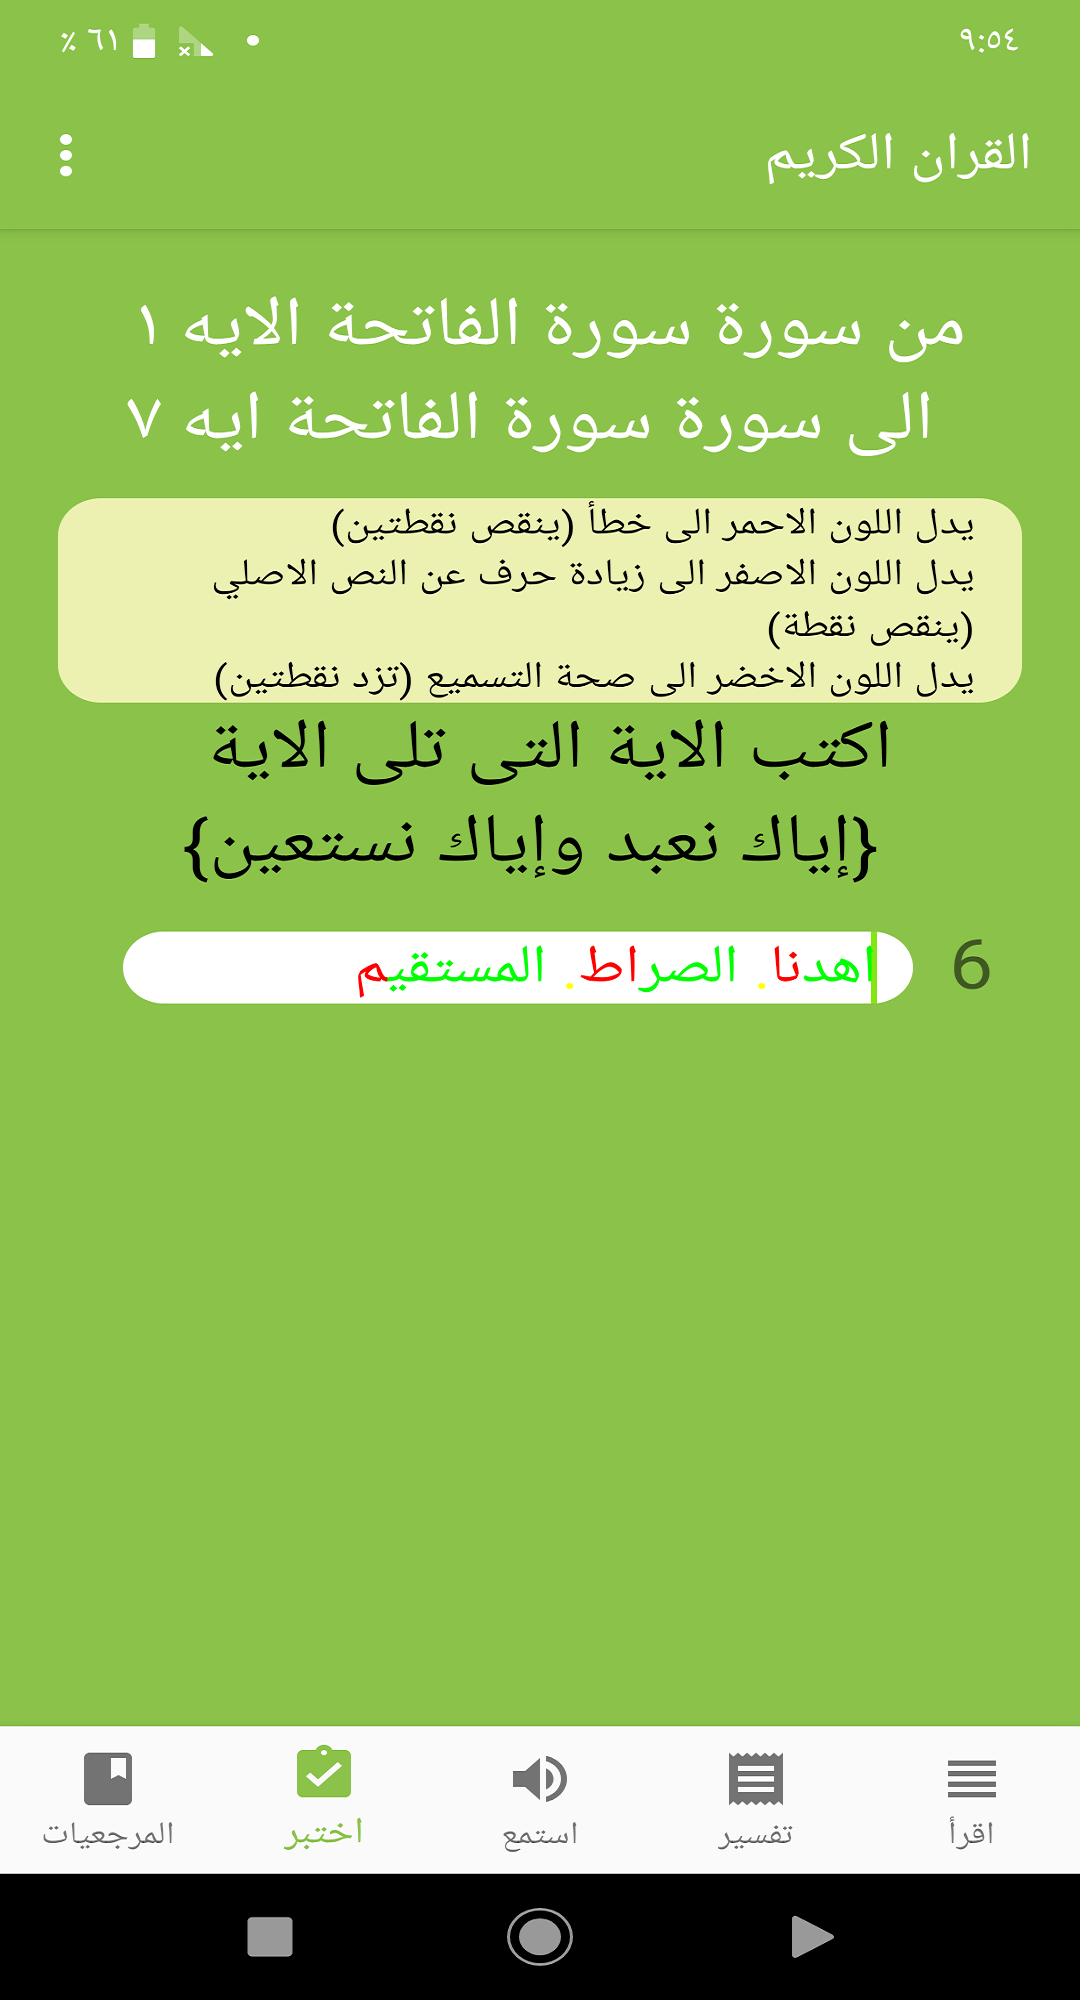 ٩:٥٤
٪ ٦١
القران الكريم
من سورة سورة الفاتحة الايه ١
الى سورة سورة الفاتحة ايه ٧
يدل اللون الاحمر الى خطأ (ينقص نقطتين)
يدل اللون الاصفر الى زيادة حرف عن النص الاصلي
(ينقص نقطة)
يدل اللون الاخضر الى صحة التسميع (تزد نقطتين)
اكتب الاية التى تلى الاية
{إياك نعبد وإياك نستعين}
6
اهدنا. الصراط. المستقيم
اقرأ
تفسير
استمع
اختبر
المرجعيات